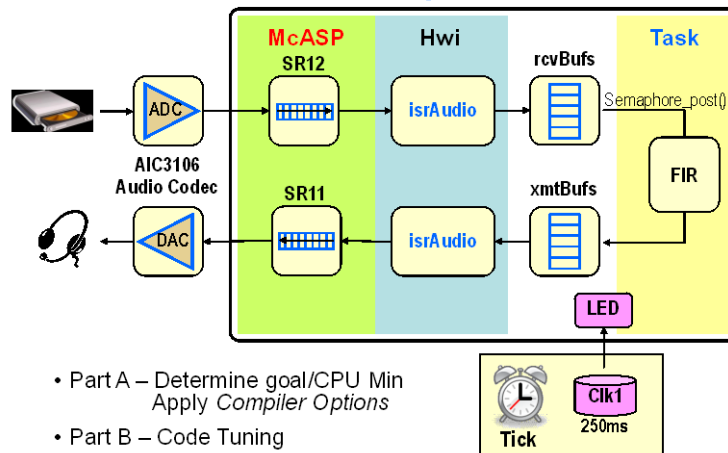 McASP
Hwi
Task
SR12
rcvBufs
ADC
isrAudio
Semaphore_post()
AIC3106
Audio Codec
FIR
SR11
xmtBufs
DAC
isrAudio
LED
• Part A – Determine goal/CPU Min
Apply Compiler Options
• Part B – Code Tuning
Tick
Clk1
250ms